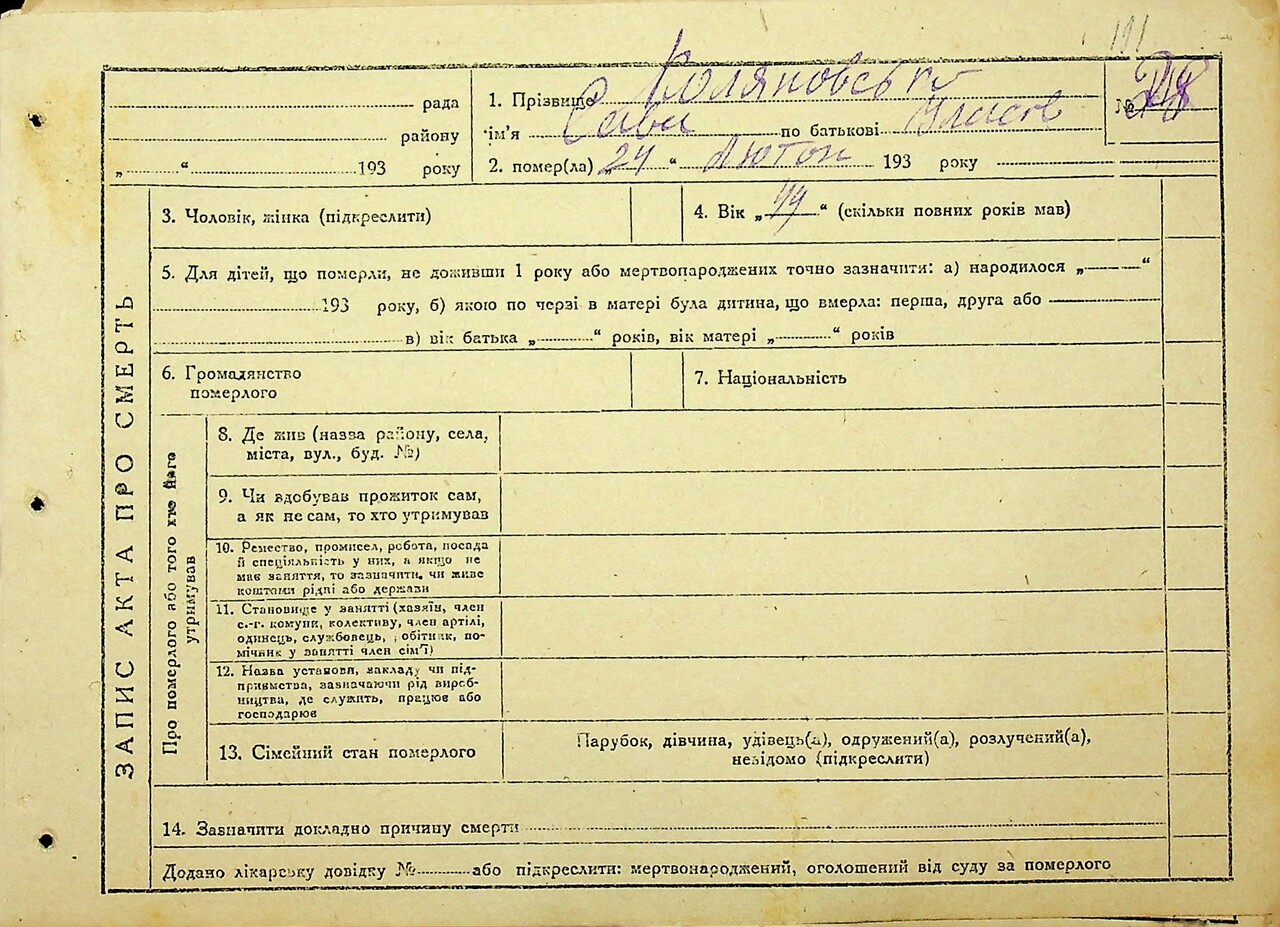 191
рада
району
„ “ 193 року
1. Прізвище Коляновськи
ім’я Сави по батькові
2. помер(ла) „24 “ Лютого 193 року
№
3. Чоловік, жінка (підкреслити)
4. Вік „44“ (скільки повних років мав)
5. Для дітей, що померли, не доживши 1 року або мертвонароджених точно зазначити: а) народилося „ “
193 року, б) якою по черзі в матері була дитина, що вмерла: перша, друга або
в) вік батька „ “ років, вік матері „ “ років
6. Громадянство
померлого
7. Національність
ЗАПИС АКТА ПРО СМЕРТЬ
Про померлого або того хто його
утримував
8. Де жив (назва району, села,
міста, вул., буд. №)
9. Чи вдобував прожиток сам,
а як не сам, то хто утримував
10. Ремество, промисел, робота, посада
й спеціяльність у них, а якщо не
має заняття, то зазначити, чи живе
коштами рідні або держави
11. Становище у занятті (хазяїн, член
с.-г. комуни, колективу, член артілі,
одинець, службовець, робітник, по-
мічник у занятті член сім’ї)
12. Назва установи, закладу чи під-
приємства, зазначаючи рід вироб-
ництва, де служить, працює або
господарює
13. Сімейний стан померлого
Парубок, дівчина, удівець(а), одружений(а), розлучений(а),
невідомо (підкреслити)
14. Зазначити докладно причину смерти
Додано лікарську довідку № або підкреслити: мертвонароджений, оголошений від суду за померлого